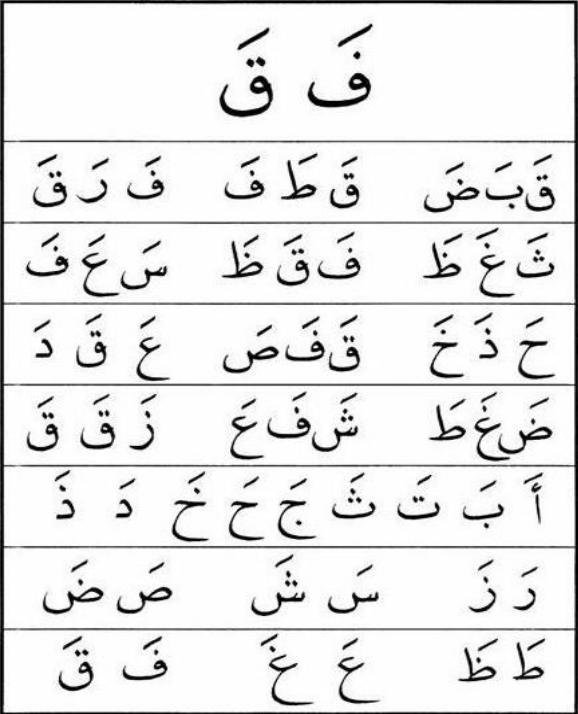 فَ قَ
قَ بَ ضَ قَ طَ فَ فَ رَ قَ
ثَ غَ ظَ فَ قَ ظَ سَ عَ فَ
حَ ذَ خَ قَ فَ صَ عَ قَ دَ
ضَ غَ طَ شَ فَ عَ زَ قَ قَ
أَ بَ تَ ثَ جَ حَ خَ دَ ذَ
رَ زَ سَ شَ صَ ضَ
طَ ظَ عَ غَ فَ قَ